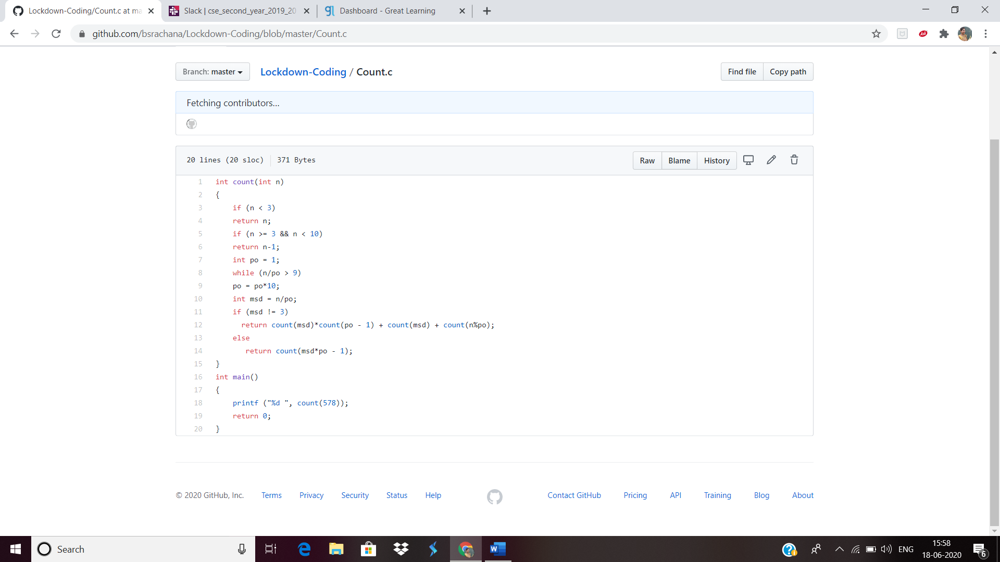 Lockdown-Coding/Count.c at ma
Slack | cse_second_year_2019_20
Dashboard - Great Learning
github.com/bsrachana/Lockdown-Coding/blob/master/Count.c
Ask
Branch: master
Lockdown-Coding / Count.c
Find file
Copy path
Fetching contributors…
20 lines (20 sloc)
371 Bytes
Raw
Blame
History
1 int count(int n)
2 {
3 if (n < 3)
4 return n;
5 if (n >= 3 && n < 10)
6 return n-1;
7 int po = 1;
8 while (n/po > 9)
9 po = po*10;
10 int msd = n/po;
11 if (msd != 3)
12 return count(msd)*count(po - 1) + count(msd) + count(n%po);
13 else
14 return count(msd*po - 1);
15 }
16 int main()
17 {
18 printf ("%d ", count(578));
19 return 0;
20 }
© 2020 GitHub, Inc.
Terms
Privacy
Security
Status
Help
Contact GitHub
Pricing
API
Training
Blog
About
Search
ENG
15:58
18-06-2020
6